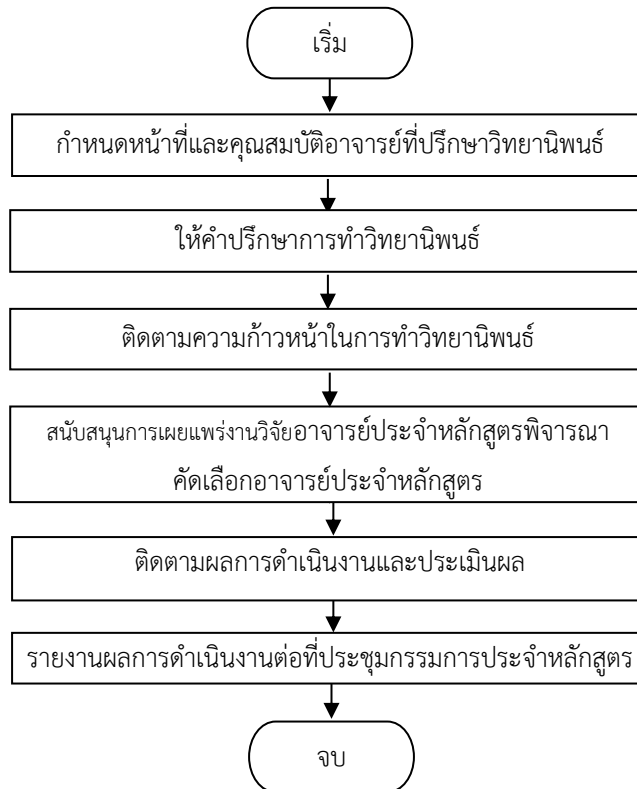 เริ่ม
กำหนดหน้าที่และคุณสมบัติอาจารย์ที่ปรึกษาวิทยานิพนธ์
ให้คำปรึกษาการทำวิทยานิพนธ์
ติดตามความก้าวหน้าในการทำวิทยานิพนธ์
สนับสนุนการเผยแพร่งานวิจัยอาจารย์ประจำหลักสูตรพิจารณา
คัดเลือกอาจารย์ประจำหลักสูตร
ติดตามผลการดำเนินงานและประเมินผล
รายงานผลการดำเนินงานต่อที่ประชุมกรรมการประจำหลักสูตร
จบ